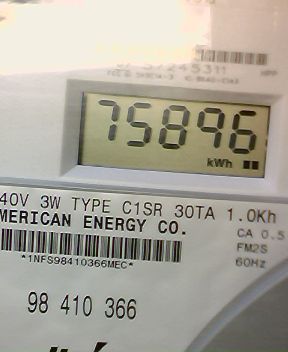 57245311
75896
kWh
40V 3W TYPE C1SR 30TA 1.0Kh
MERICAN ENERGY CO.
CA 0.5
FM2S
60Hz
*1NFS98410366MEC*
98 410 366